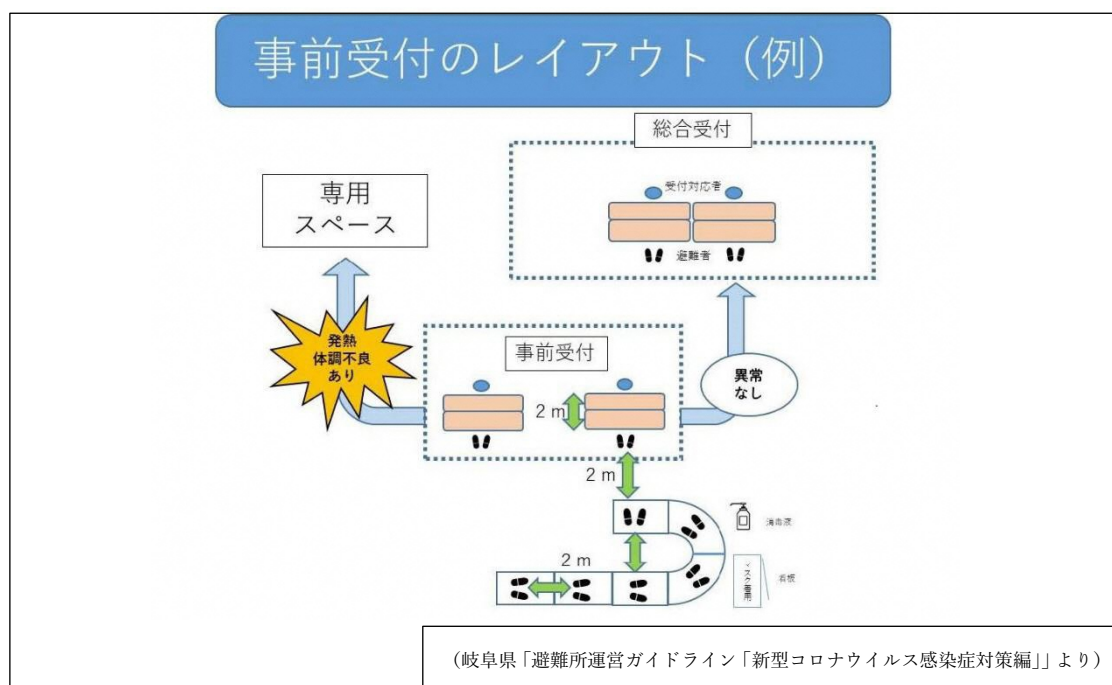 事前受付のレイアウト（例）
総合受付
受付対応者
避難者
専用
スペース
発熱
体調不良
あり
事前受付
異常
なし
2 m
2 m
2 m
消毒液
マスク着用
看板
（岐阜県「避難所運営ガイドライン「新型コロナウイルス感染症対策編」」より）